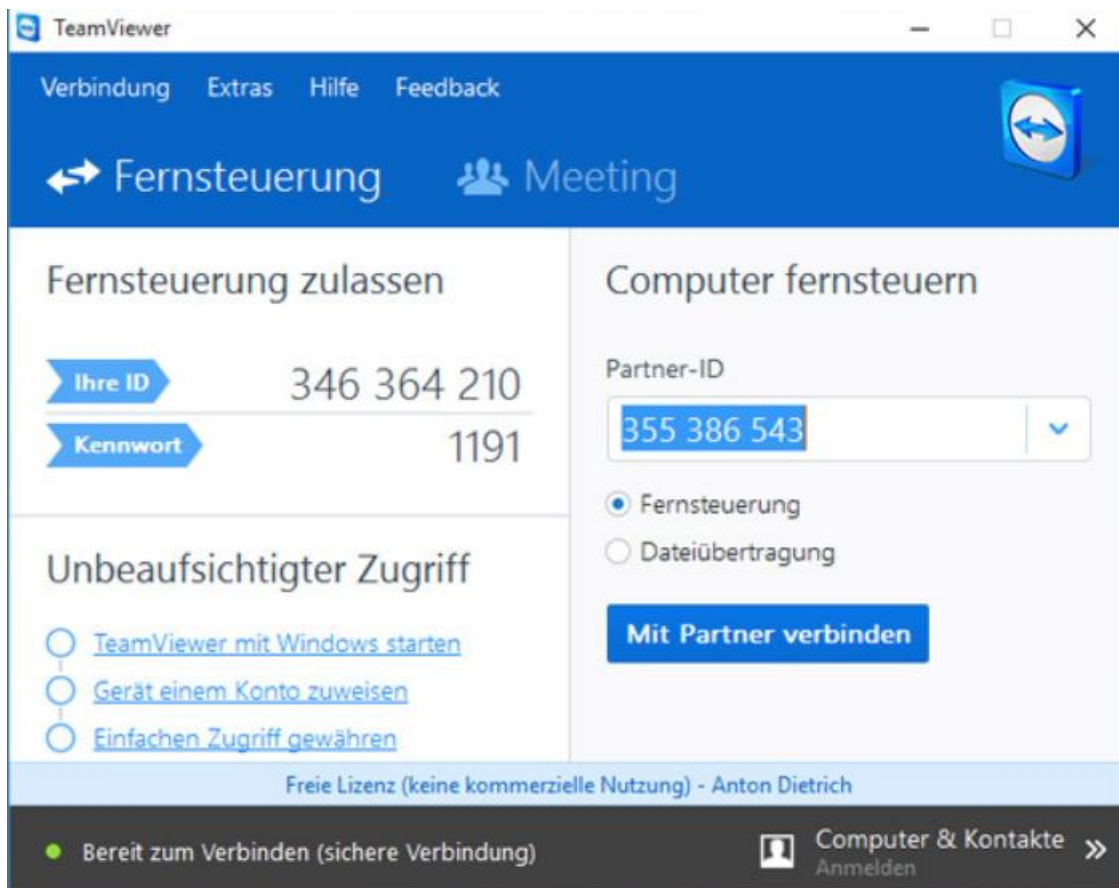 TeamViewer
Verbindung Extras Hilfe Feedback
Fernsteuerung Meeting
Fernsteuerung zulassen
Ihre ID 346 364 210
Kennwort 1191
Unbeaufsichtigter Zugriff
TeamViewer mit Windows starten
Gerät einem Konto zuweisen
Einfachen Zugriff gewähren
Computer fernsteuern
Partner-ID
355 386 543
Fernsteuerung
Dateiübertragung
Mit Partner verbinden
Freie Lizenz (keine kommerzielle Nutzung) - Anton Dietrich
Bereit zum Verbinden (sichere Verbindung)
Computer & Kontakte
Anmelden